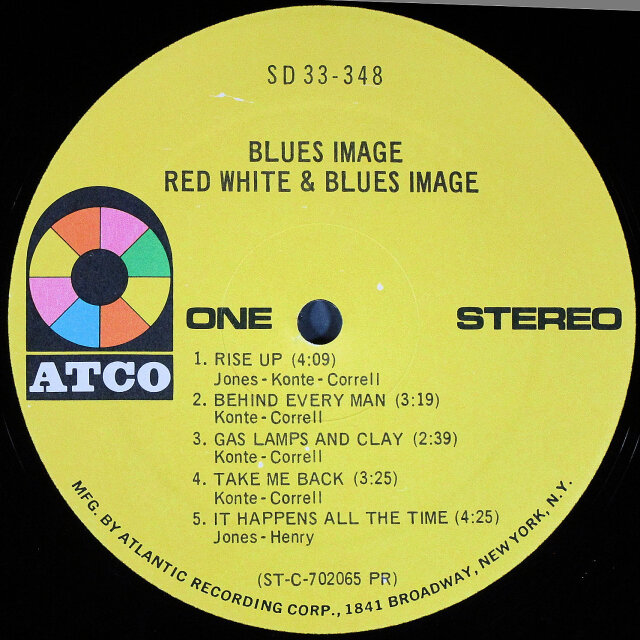 SD 33-348
BLUES IMAGE
RED WHITE & BLUES IMAGE
ATCO
ONE
STEREO
1. RISE UP (4:09)
Jones - Konte - Correll
2. BEHIND EVERY MAN (3:19)
Konte - Correll
3. GAS LAMPS AND CLAY (2:39)
Konte - Correll
4. TAKE ME BACK (3:25)
Konte - Correll
5. IT HAPPENS ALL THE TIME (4:25)
Jones - Henry
(ST-C-702065 PR)
MFG. BY ATLANTIC RECORDING CORP., 1841 BROADWAY, NEW YORK, N.Y.